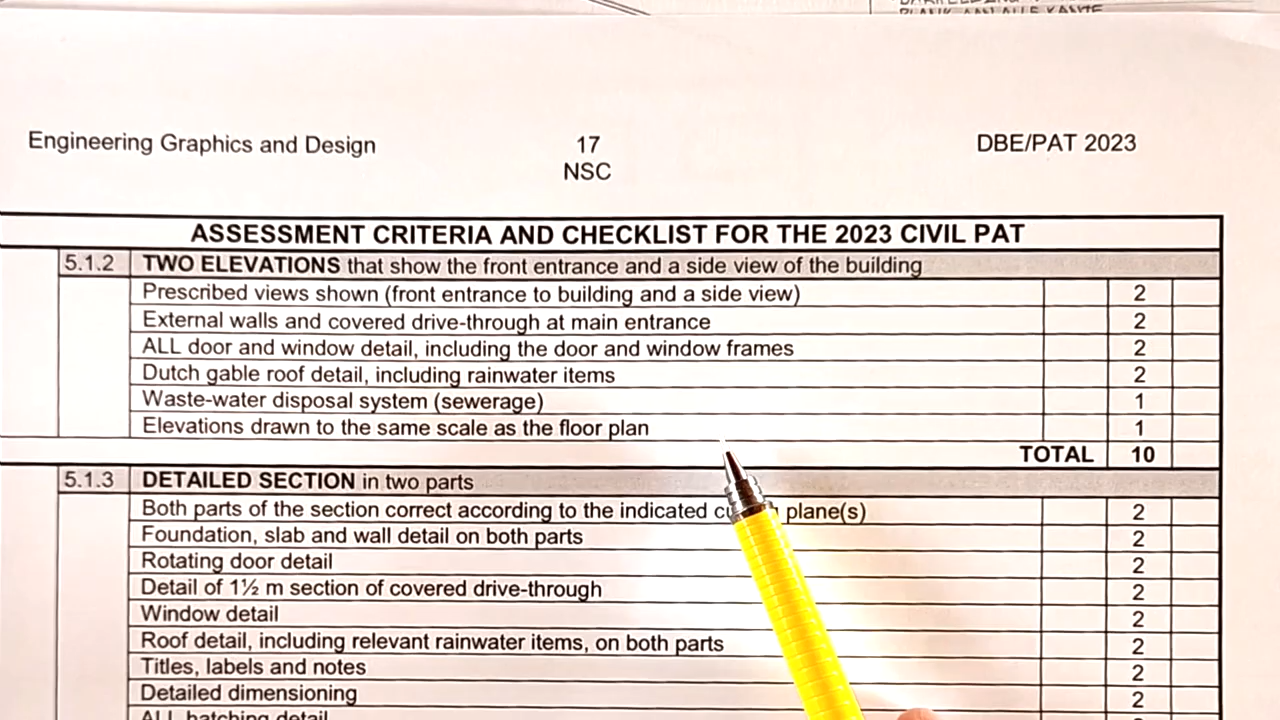 PLANK AAN ALLE KANTE
Engineering Graphics and Design 17 DBE/PAT 2023
NSC
ASSESSMENT CRITERIA AND CHECKLIST FOR THE 2023 CIVIL PAT
5.1.2 TWO ELEVATIONS that show the front entrance and a side view of the building
Prescribed views shown (front entrance to building and a side view) 2
External walls and covered drive-through at main entrance 2
ALL door and window detail, including the door and window frames 2
Dutch gable roof detail, including rainwater items 2
Waste-water disposal system (sewerage) 1
Elevations drawn to the same scale as the floor plan 1
TOTAL 10
5.1.3 DETAILED SECTION in two parts
Both parts of the section correct according to the indicated plane(s) 2
Foundation, slab and wall detail on both parts 2
Rotating door detail 2
Detail of 1½ m section of covered drive-through 2
Window detail 2
Roof detail, including relevant rainwater items, on both parts 2
Titles, labels and notes 2
Detailed dimensioning 2
ALL hatching detail